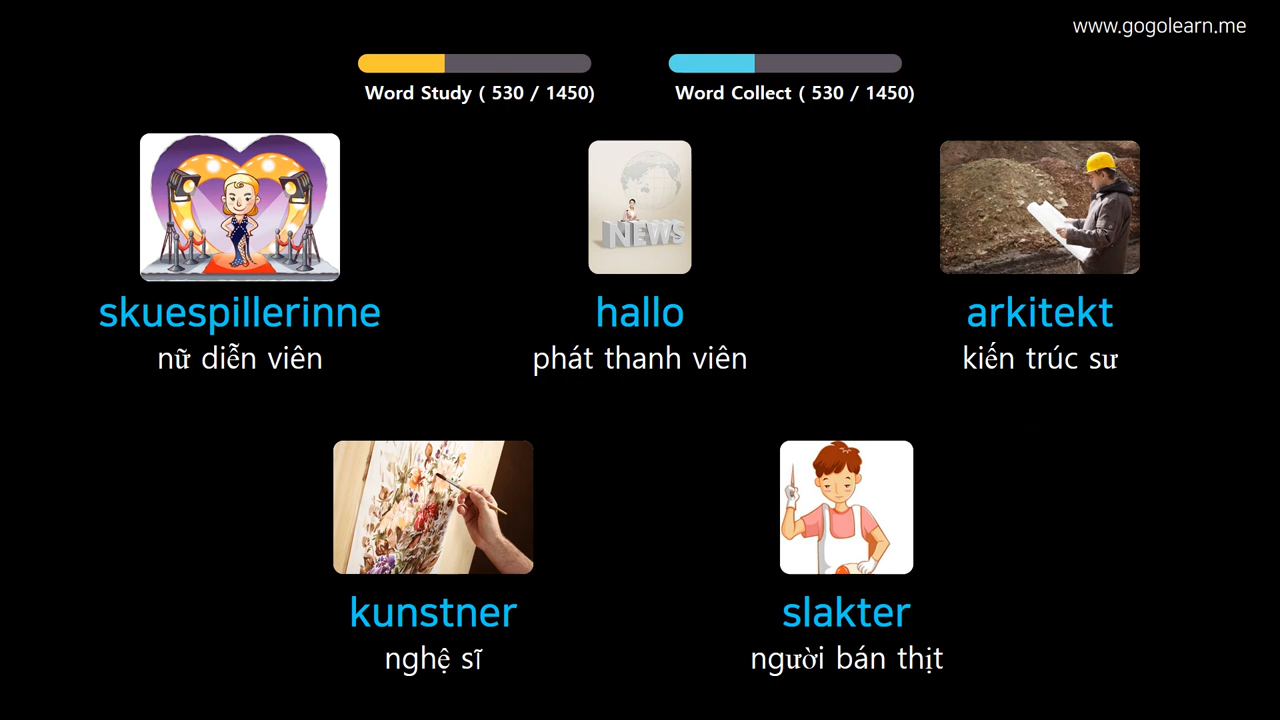 www.gogolearn.me
Word Study ( 530 / 1450)
Word Collect ( 530 / 1450)
NEWS
skuespillerinne
hallo
arkitekt
nữ diễn viên
phát thanh viên
kiến trúc sư
kunstner
slakter
nghệ sĩ
người bán thịt